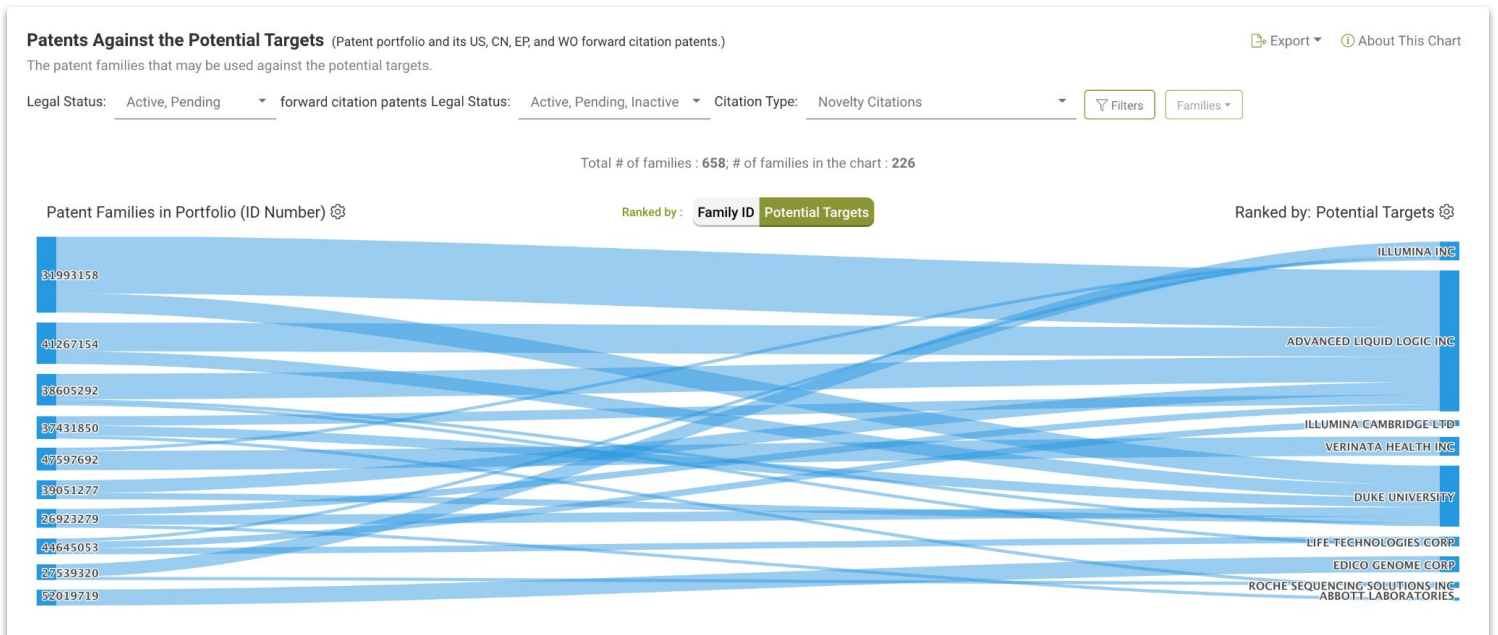 Patents Against the Potential Targets (Patent portfolio and its US, CN, EP, and WO forward citation patents.)
Export
About This Chart
The patent families that may be used against the potential targets.
Legal Status: Active, Pending forward citation patents Legal Status: Active, Pending, Inactive Citation Type: Novelty Citations Filters Families
Total # of families : 658; # of families in the chart : 226
Patent Families in Portfolio (ID Number)
Ranked by : Family ID Potential Targets
Ranked by: Potential Targets
31993158
41267154
38605292
37431850
47597692
39051277
26923279
44645053
27539320
52019719
ILLUMINA INC
ADVANCED LIQUID LOGIC INC
ILLUMINA CAMBRIDGE LTD
VERINATA HEALTH INC
DUKE UNIVERSITY
LIFE TECHNOLOGIES CORP
EDICO GENOME CORP
ROCHE SEQUENCING SOLUTIONS INC
ABBOTT LABORATORIES